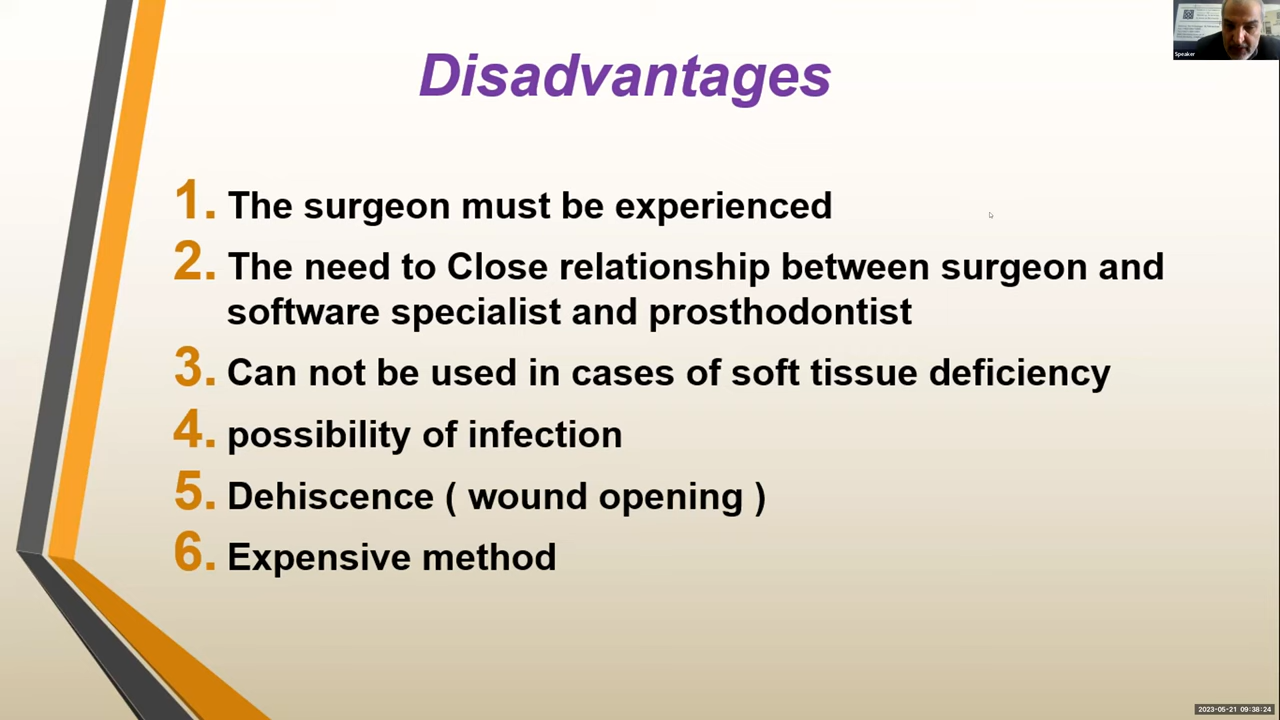 Disadvantages
1. The surgeon must be experienced
2. The need to Close relationship between surgeon and
software specialist and prosthodontist
3. Can not be used in cases of soft tissue deficiency
4. possibility of infection
5. Dehiscence ( wound opening )
6. Expensive method
Speaker
2023-05-21 09:38:24